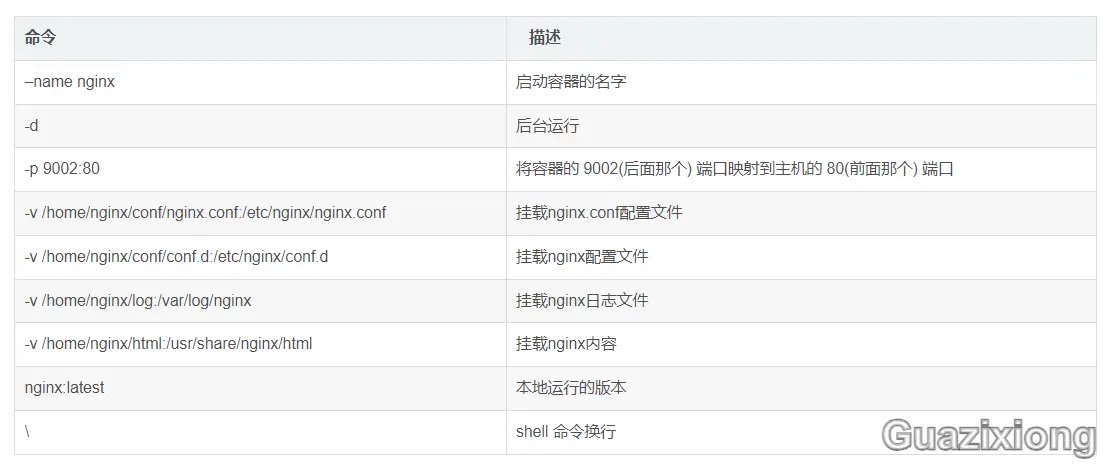 命令 描述
–name nginx 启动容器的名字
-d 后台运行
-p 9002:80 将容器的 9002(后面那个) 端口映射到主机的 80(前面那个) 端口
-v /home/nginx/conf/nginx.conf:/etc/nginx/nginx.conf 挂载nginx.conf配置文件
-v /home/nginx/conf/conf.d:/etc/nginx/conf.d 挂载nginx配置文件
-v /home/nginx/log:/var/log/nginx 挂载nginx日志文件
-v /home/nginx/html:/usr/share/nginx/html 挂载nginx内容
nginx:latest 本地运行的版本
\ shell 命令换行
Guazixiong